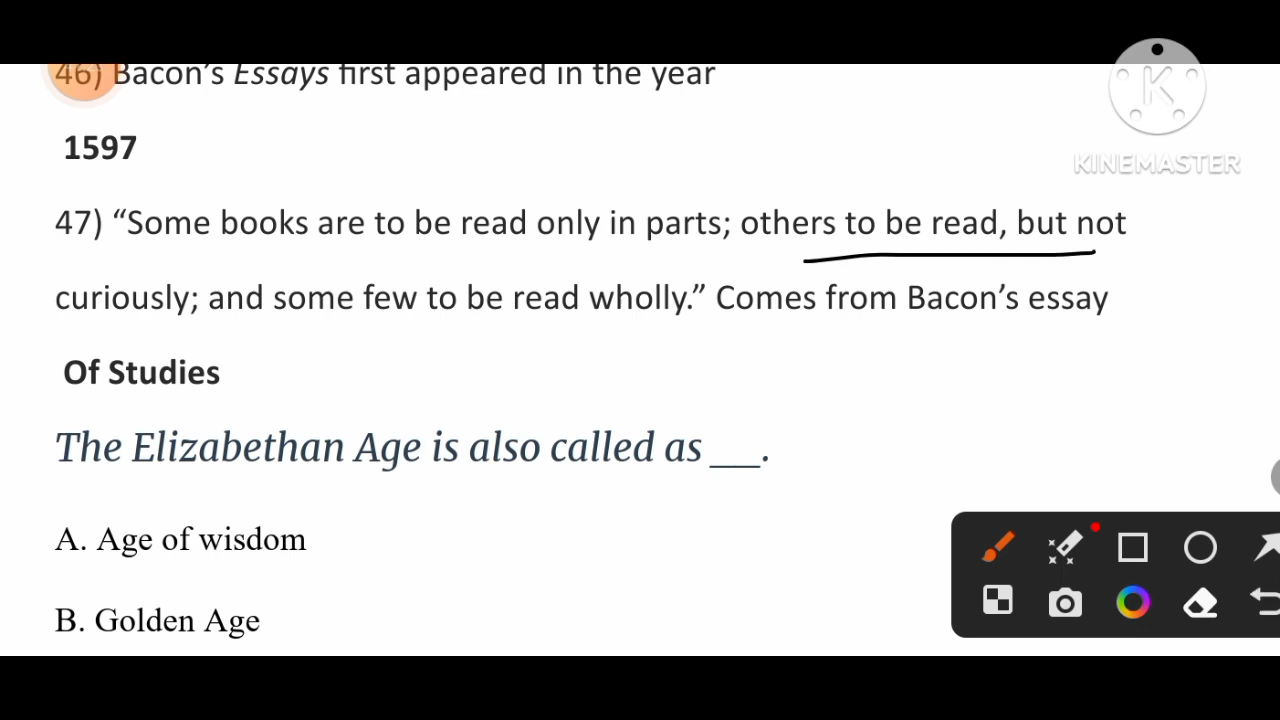 46) Bacon’s Essays first appeared in the year
K
KINEMASTER
1597
47) “Some books are to be read only in parts; others to be read, but not
curiously; and some few to be read wholly.” Comes from Bacon’s essay
Of Studies
The Elizabethan Age is also called as ___.
A. Age of wisdom
B. Golden Age